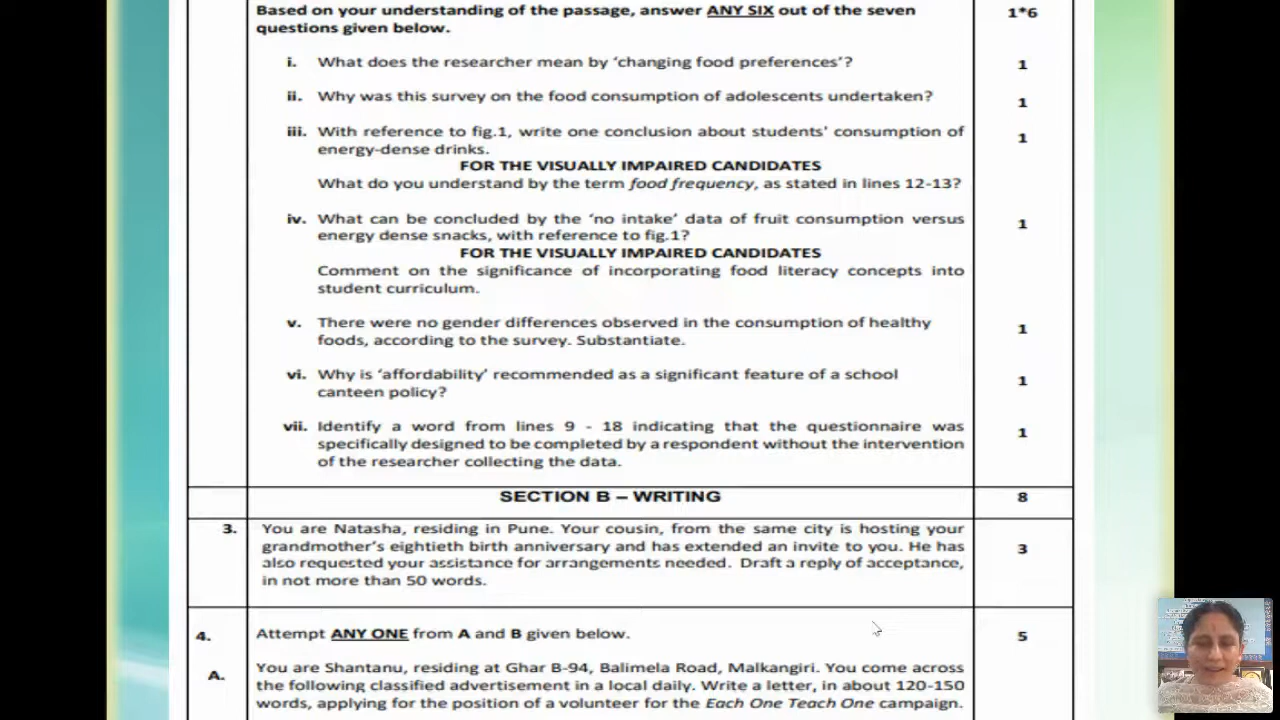 Based on your understanding of the passage, answer ANY SIX out of the seven 1*6
questions given below.
i. What does the researcher mean by ‘changing food preferences’? 1
ii. Why was this survey on the food consumption of adolescents undertaken? 1
iii. With reference to fig.1, write one conclusion about students’ consumption of 1
energy-dense drinks.
FOR THE VISUALLY IMPAIRED CANDIDATES
What do you understand by the term food frequency, as stated in lines 12-13?
iv. What can be concluded by the ‘no intake’ data of fruit consumption versus 1
energy dense snacks, with reference to fig.1?
FOR THE VISUALLY IMPAIRED CANDIDATES
Comment on the significance of incorporating food literacy concepts into
student curriculum.
v. There were no gender differences observed in the consumption of healthy 1
foods, according to the survey. Substantiate.
vi. Why is ‘affordability’ recommended as a significant feature of a school 1
canteen policy?
vii. Identify a word from lines 9 - 18 indicating that the questionnaire was 1
specifically designed to be completed by a respondent without the intervention
of the researcher collecting the data.
SECTION B – WRITING 8
3. You are Natasha, residing in Pune. Your cousin, from the same city is hosting your
grandmother’s eightieth birth anniversary and has extended an invite to you. He has 3
also requested your assistance for arrangements needed. Draft a reply of acceptance,
in not more than 50 words.
4. Attempt ANY ONE from A and B given below. 5
A. You are Shantanu, residing at Ghar B-94, Balimela Road, Malkangiri. You come across
the following classified advertisement in a local daily. Write a letter, in about 120-150
words, applying for the position of a volunteer for the Each One Teach One campaign.